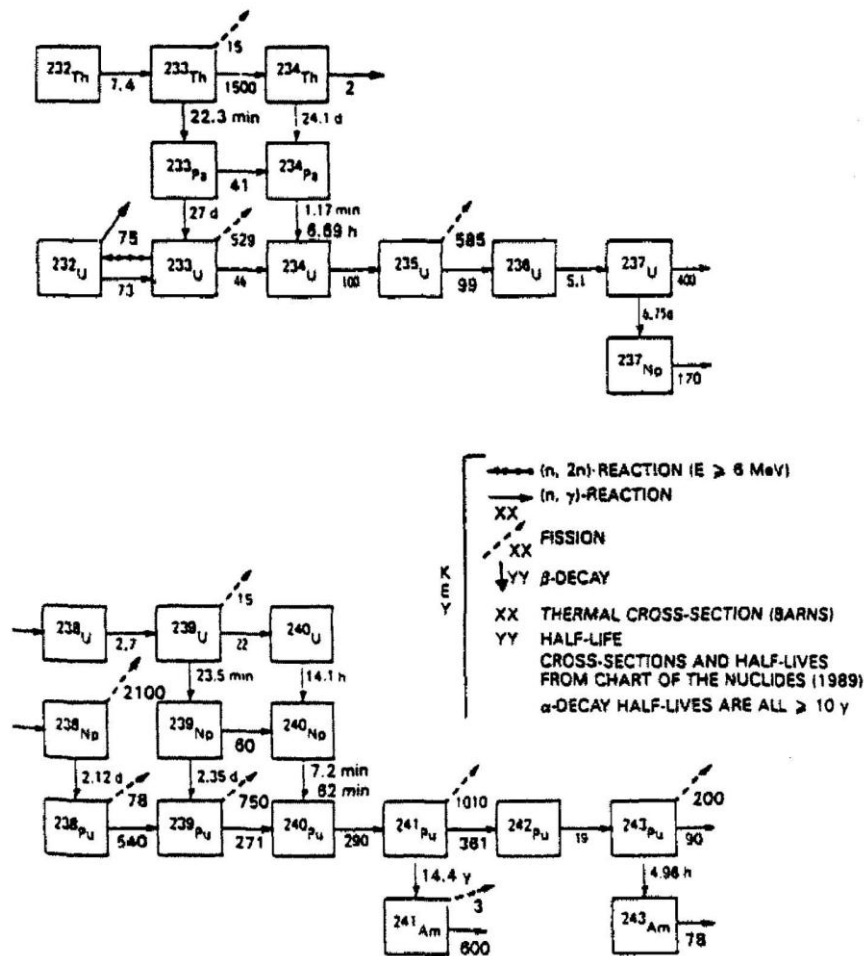 15
232Th 233Th 234Th
7.4 1500 2
22.3 min 24.1 d
233Pa 234Pa
41
27 d 1.17 min
75 529 6.69 h 585
232U 233U 234U 235U 236U 237U
73 46 100 99 5.1 400
6.75d
237Np
170
(n, 2n)-REACTION (E ⩾ 6 MeV)
(n, γ)-REACTION
XX
FISSION
XX
KEY
YY β-DECAY
XX THERMAL CROSS-SECTION (BARNS)
YY HALF-LIFE
CROSS-SECTIONS AND HALF-LIVES
FROM CHART OF THE NUCLIDES (1989)
α-DECAY HALF-LIVES ARE ALL ⩾ 10 y
15
238U 239U 240U
2.7 22
23.5 min 14.1 h
2100
238Np 239Np 240Np
60
2.12 d 2.35 d 7.2 min
78 750 62 min 1010 200
238Pu 239Pu 240Pu 241Pu 242Pu 243Pu
540 271 290 361 19 90
14.4 y 4.96 h
3
241Am 243Am
600 78